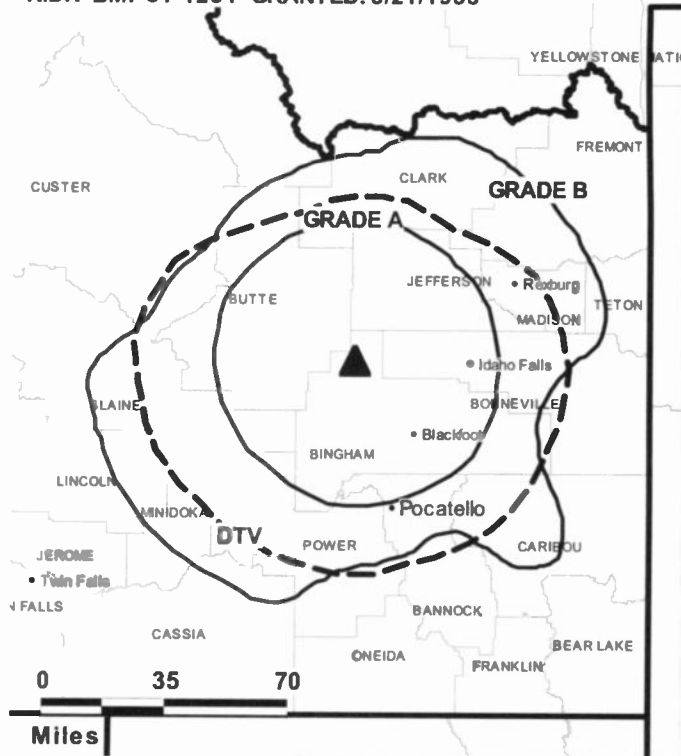 YELLOWSTONE NATI
FREMONT
CLARK
CUSTER
GRADE B
GRADE A
JEFFERSON
Rexburg
BUTTE
TETON
MADISON
Idaho Falls
BLAINE
BONNEVILLE
Blackfoot
BINGHAM
LINCOLN
Pocatello
MINIDOKA
DTV
POWER
CARIBOU
JEROME
Twin Falls
N FALLS
BANNOCK
CASSIA
BEAR LAKE
ONEIDA
FRANKLIN
0 35 70
Miles